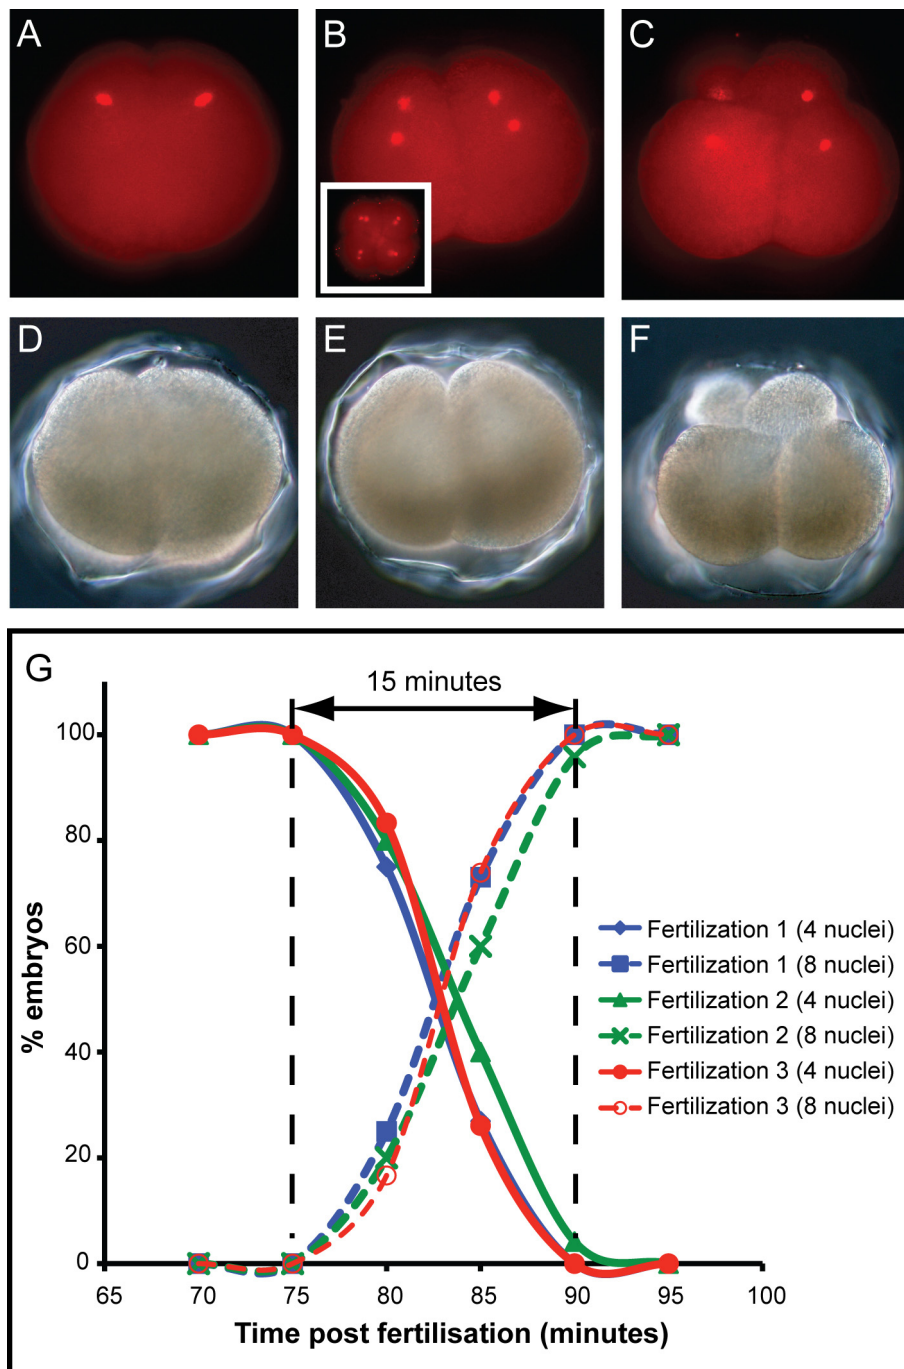 A
B
C
D
E
F
G
15 minutes
100
80
60
40
20
0
% embryos
65
70
75
80
85
90
95
100
Time post fertilisation (minutes)
Fertilization 1 (4 nuclei)
Fertilization 1 (8 nuclei)
Fertilization 2 (4 nuclei)
Fertilization 2 (8 nuclei)
Fertilization 3 (4 nuclei)
Fertilization 3 (8 nuclei)